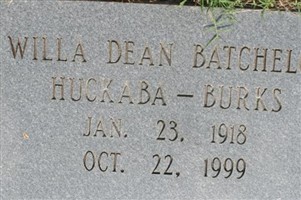 WILLA DEAN BATCHEL
HUCKABA - BURKS
JAN. 23, 1918
OCT. 22, 1999